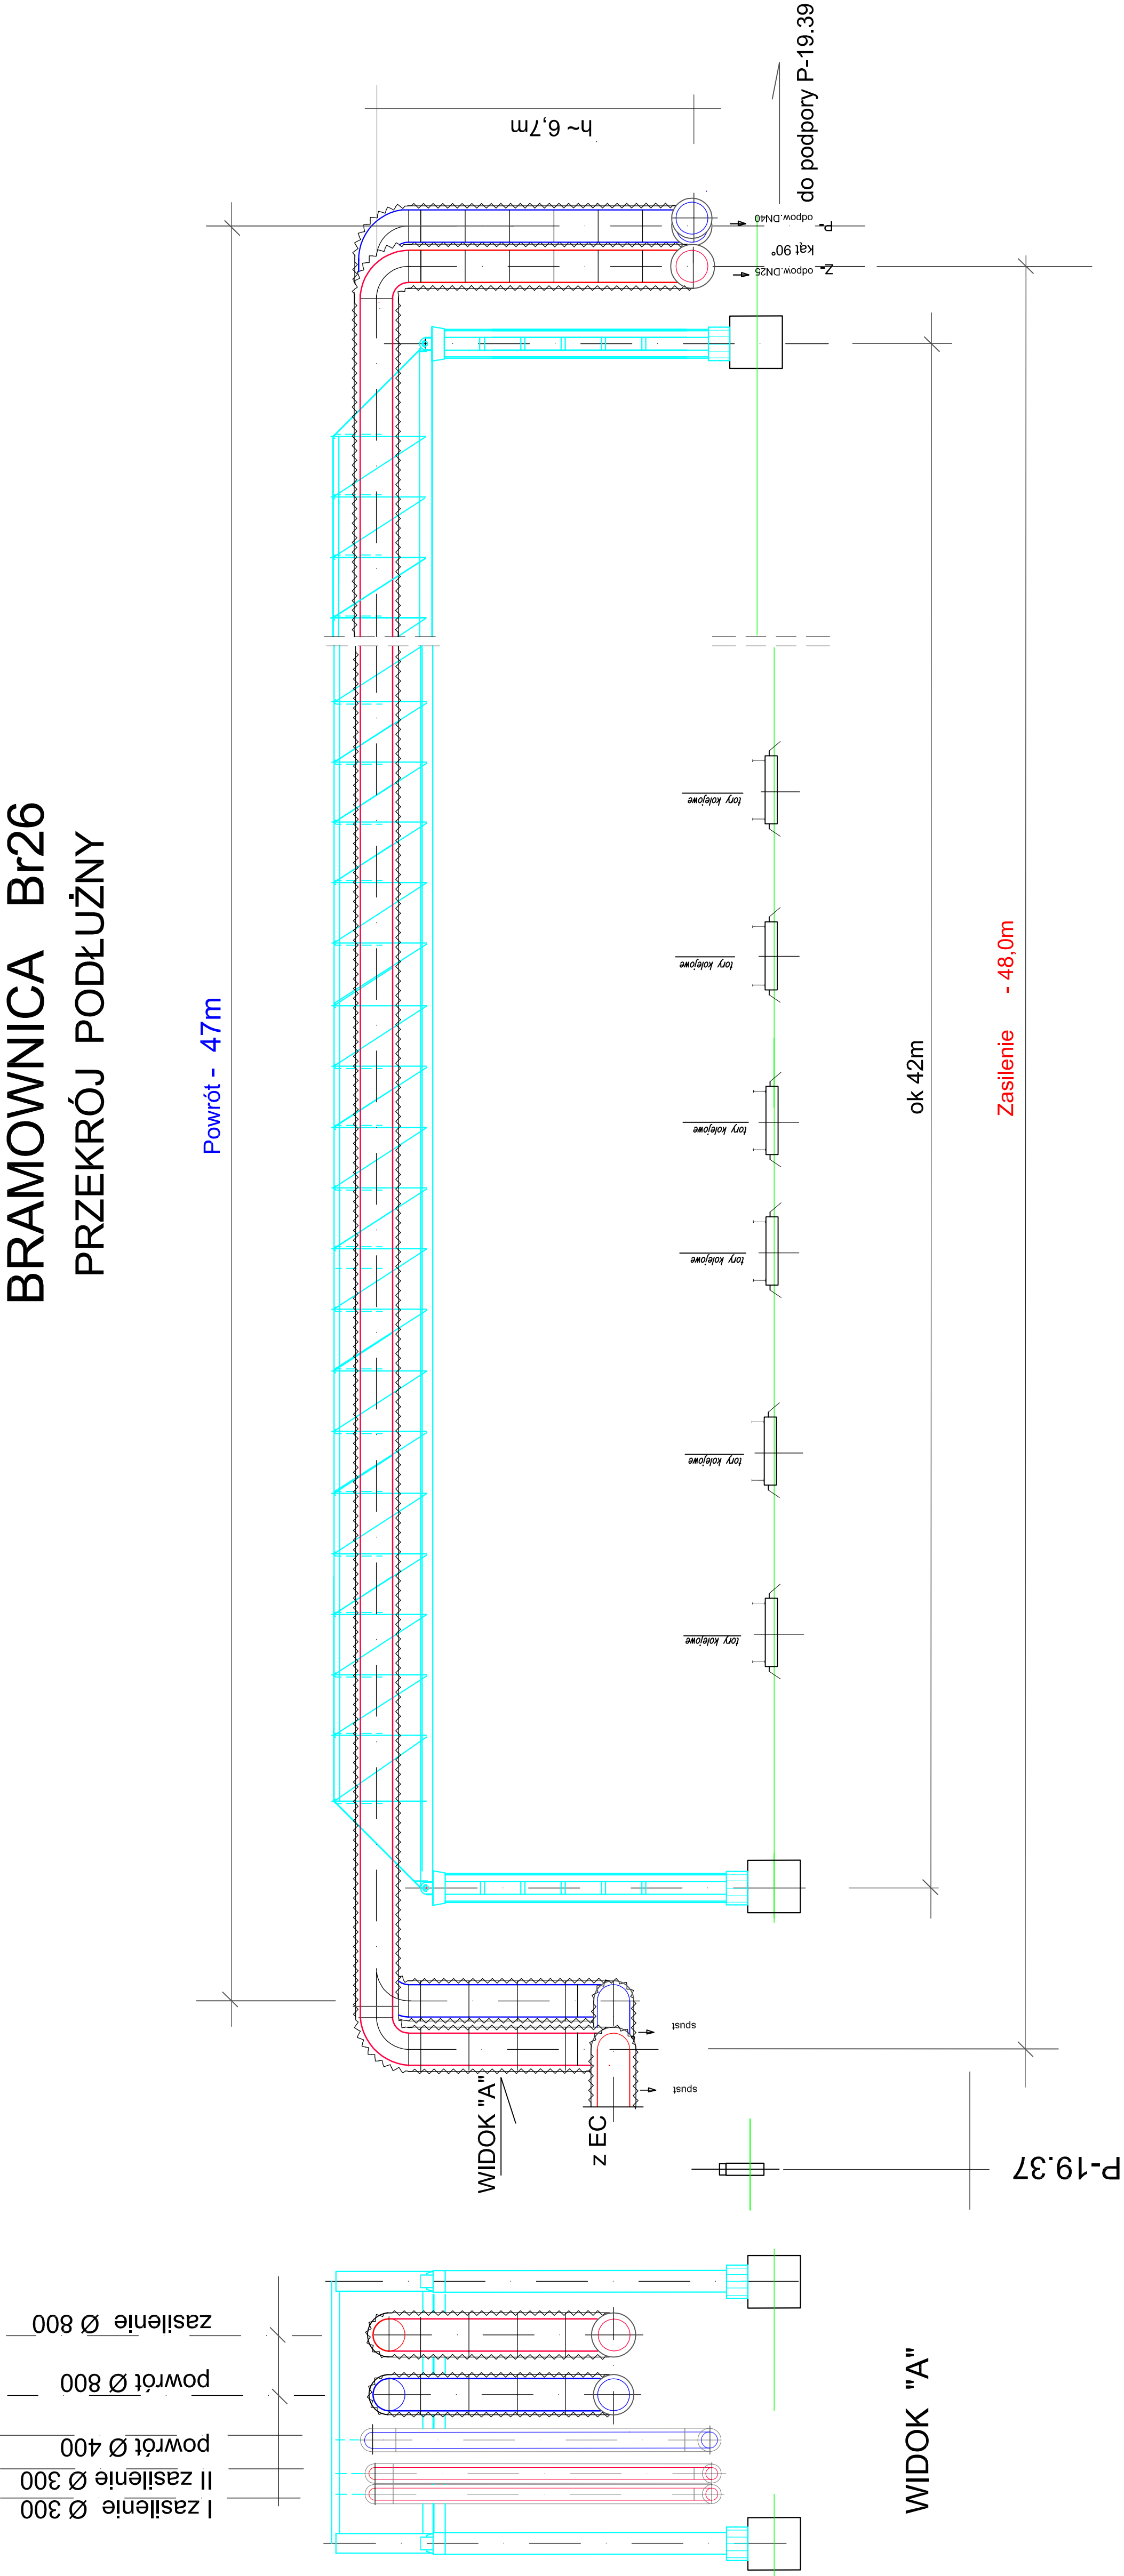 BRAMOWNICA Br26
PRZEKRÓJ PODŁUŻNY
Powrót - 47m
h~ 6,7m
do podpory P-19.39
odpow.DN40
P-
kąt 90°
odpow.DN25
Z-
tory kolejowe
tory kolejowe
tory kolejowe
tory kolejowe
tory kolejowe
tory kolejowe
ok 42m
Zasilenie - 48,0m
spust
spust
WIDOK "A"
z EC
P-19.37
zasilenie Ø 800
powrót Ø 800
powrót Ø 400
II zasilenie Ø 300
I zasilenie Ø 300
WIDOK "A"